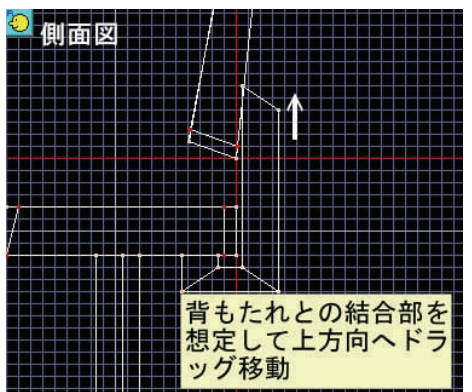 側面図
背もたれとの結合部を
想定して上方向へドラ
ッグ移動